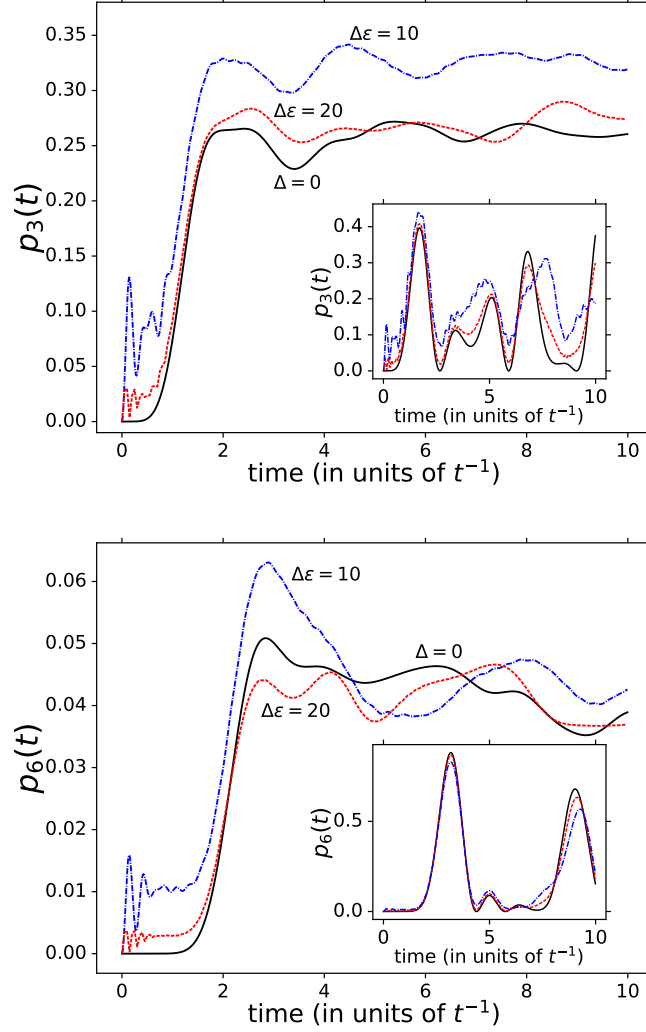 0.35
0.30
0.25
0.20
0.15
0.10
0.05
0.00
p₃(t)
Δε = 10
Δε = 20
Δ = 0
0.4
0.3
0.2
0.1
0.0
p₃(t)
0 5 10
time (in units of t⁻¹)
0 2 4 6 8 10
time (in units of t⁻¹)
0.06
0.05
0.04
0.03
0.02
0.01
0.00
p₆(t)
Δε = 10
Δ = 0
Δε = 20
0.5
0.0
p₆(t)
0 5 10
time (in units of t⁻¹)
0 2 4 6 8 10
time (in units of t⁻¹)